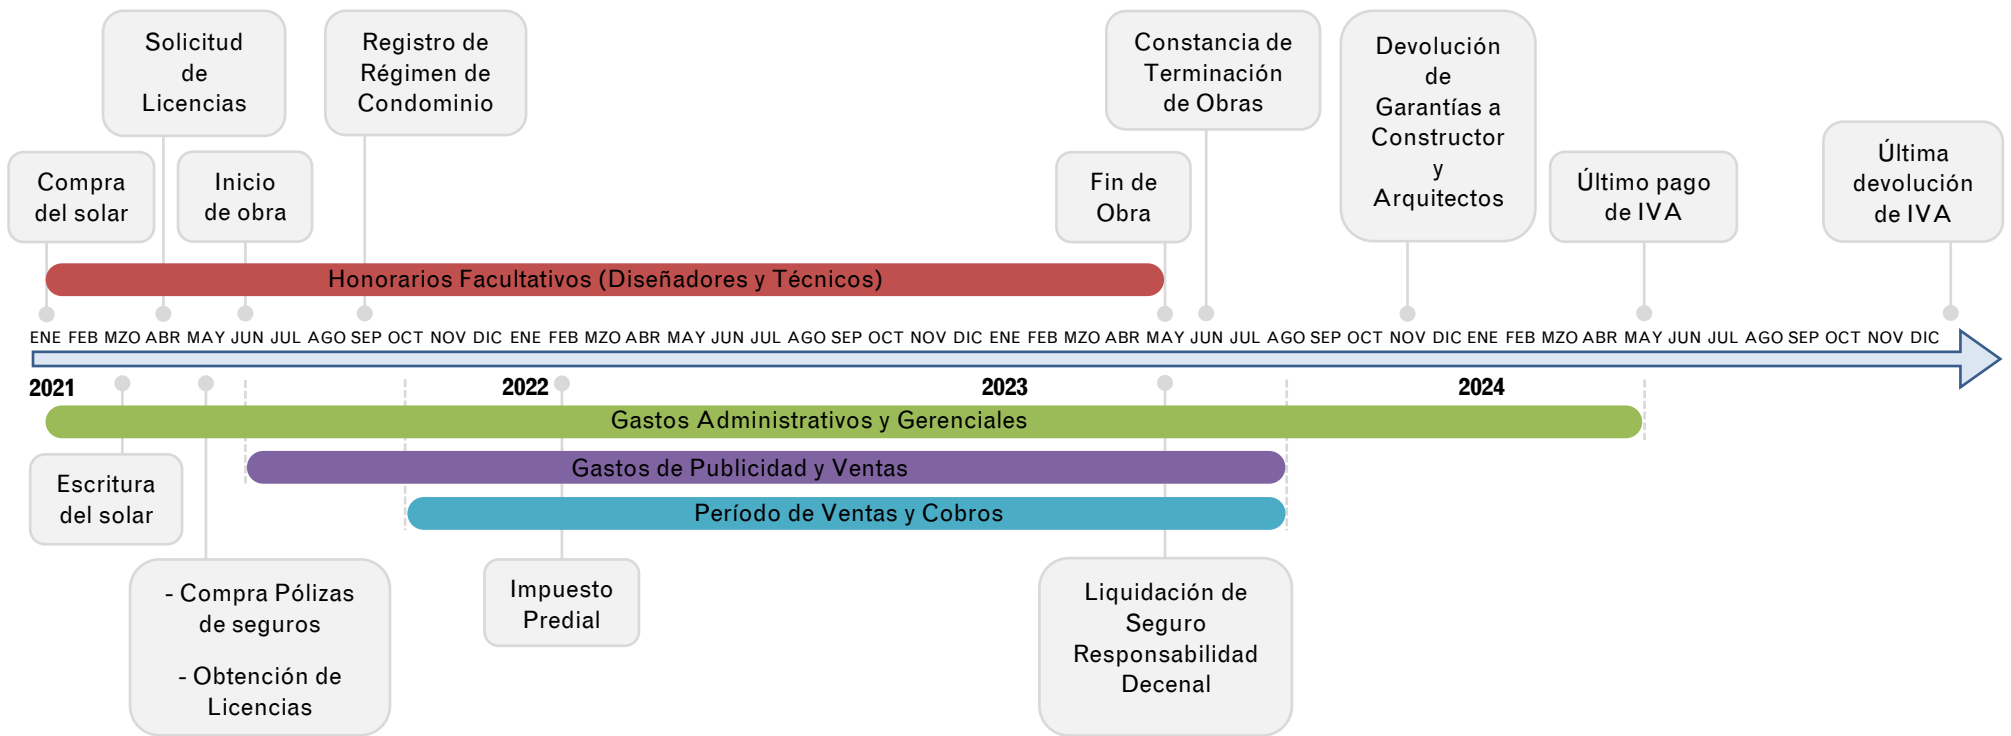 Solicitud
de
Licencias
Registro de
Régimen de
Condominio
Constancia de
Terminación
de Obras
Devolución
de
Garantías a
Constructor
y
Arquitectos
Compra
del solar
Inicio
de obra
Fin de
Obra
Último pago
de IVA
Última
devolución
de IVA
Honorarios Facultativos (Diseñadores y Técnicos)
ENE FEB MZO ABR MAY JUN JUL AGO SEP OCT NOV DIC ENE FEB MZO ABR MAY JUN JUL AGO SEP OCT NOV DIC ENE FEB MZO ABR MAY JUN JUL AGO SEP OCT NOV DIC ENE FEB MZO ABR MAY JUN JUL AGO SEP OCT NOV DIC
2021 2022 2023 2024
Gastos Administrativos y Gerenciales
Gastos de Publicidad y Ventas
Período de Ventas y Cobros
Escritura
del solar
- Compra Pólizas
de seguros
- Obtención de
Licencias
Impuesto
Predial
Liquidación de
Seguro
Responsabilidad
Decenal